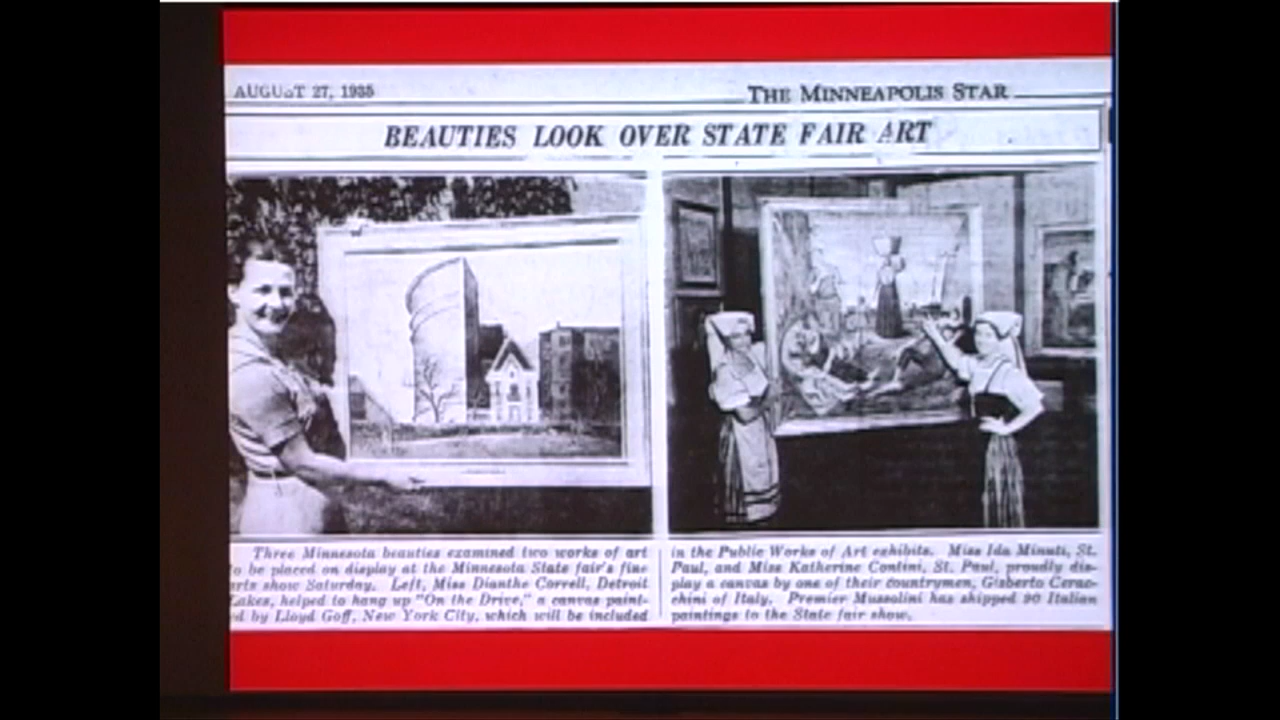 AUGUST 27, 1935
THE MINNEAPOLIS STAR
BEAUTIES LOOK OVER STATE FAIR ART
Three Minnesota beauties examined two works of art
o be placed on display at the Minnesota State fair's fine
arts show Saturday. Left, Miss Dianthe Correll, Detroit
Lakes, helped to hang up "On the Drive," a canvas paint-
ed by Lloyd Goff, New York City, which will be included
in the Public Works of Art exhibits. Miss Ida Minuti, St.
Paul, and Miss Katherine Contini, St. Paul, proudly dis-
play a canvas by one of their countrymen, Gisberto Cerac-
chini of Italy. Premier Mussolini has shipped 90 Italian
paintings to the State fair show.